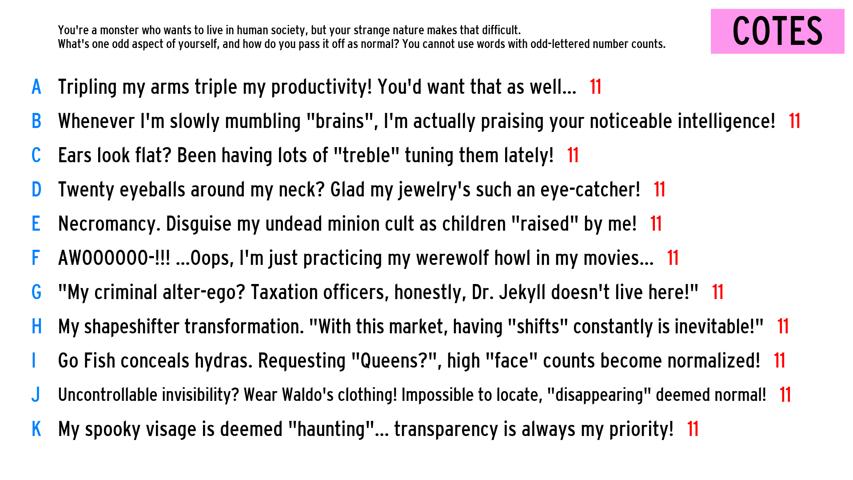 You're a monster who wants to live in human society, but your strange nature makes that difficult.
What's one odd aspect of yourself, and how do you pass it off as normal? You cannot use words with odd-lettered number counts.
COTES
A Tripling my arms triple my productivity! You'd want that as well... 11
B Whenever I'm slowly mumbling "brains", I'm actually praising your noticeable intelligence! 11
C Ears look flat? Been having lots of "treble" tuning them lately! 11
D Twenty eyeballs around my neck? Glad my jewelry's such an eye-catcher! 11
E Necromancy. Disguise my undead minion cult as children "raised" by me! 11
F AWOOOOOO-!!! ...Oops, I'm just practicing my werewolf howl in my movies... 11
G "My criminal alter-ego? Taxation officers, honestly, Dr. Jekyll doesn't live here!" 11
H My shapeshifter transformation. "With this market, having "shifts" constantly is inevitable!" 11
I Go Fish conceals hydras. Requesting "Queens?", high "face" counts become normalized! 11
J Uncontrollable invisibility? Wear Waldo's clothing! Impossible to locate, "disappearing" deemed normal! 11
K My spooky visage is deemed "haunting"... transparency is always my priority! 11